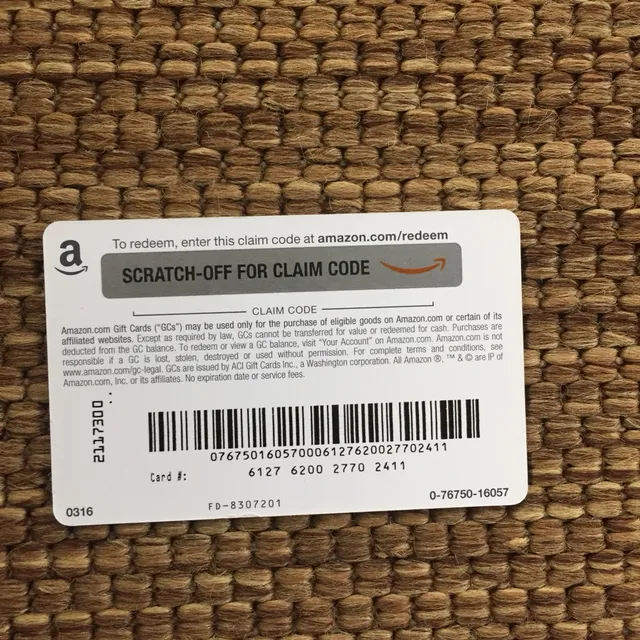 a
To redeem, enter this claim code at amazon.com/redeem
SCRATCH-OFF FOR CLAIM CODE
CLAIM CODE
Amazon.com Gift Cards ("GCs") may be used only for the purchase of eligible goods on Amazon.com or certain of its
affiliated websites. Except as required by law, GCs cannot be transferred for value or redeemed for cash. Purchases are
deducted from the GC balance. To redeem or view a GC balance, visit "Your Account" on Amazon.com. Amazon.com is not
responsible if a GC is lost, stolen, destroyed or used without permission. For complete terms and conditions, see
www.amazon.com/gc-legal. GCs are issued by ACI Gift Cards Inc., a Washington corporation. All Amazon ®, ™ & © are IP of
Amazon.com, Inc. or its affiliates. No expiration date or service fees.
2117300 ..
076750160570006127620027702411
Card #: 6127 6200 2770 2411
0316
FD-8307201
0-76750-16057